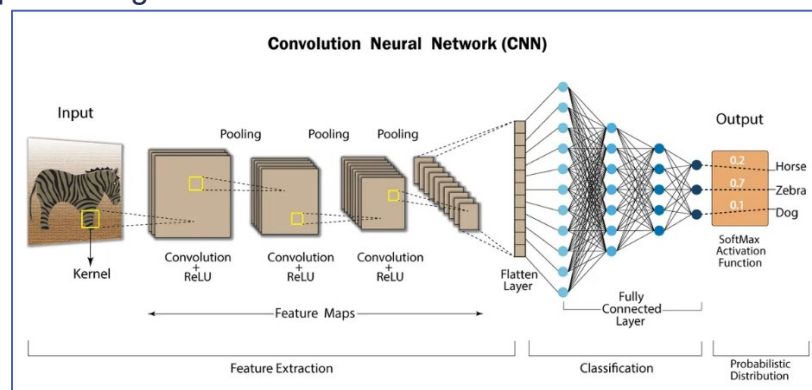 Convolution Neural Network (CNN)
Input
Kernel
Pooling
Pooling
Pooling
Convolution
+
ReLU
Convolution
+
ReLU
Convolution
+
ReLU
Feature Maps
Flatten
Layer
Fully
Connected
Layer
Output
0.2
0.7
0.1
Horse
Zebra
Dog
SoftMax
Activation
Function
Feature Extraction
Classification
Probabilistic
Distribution